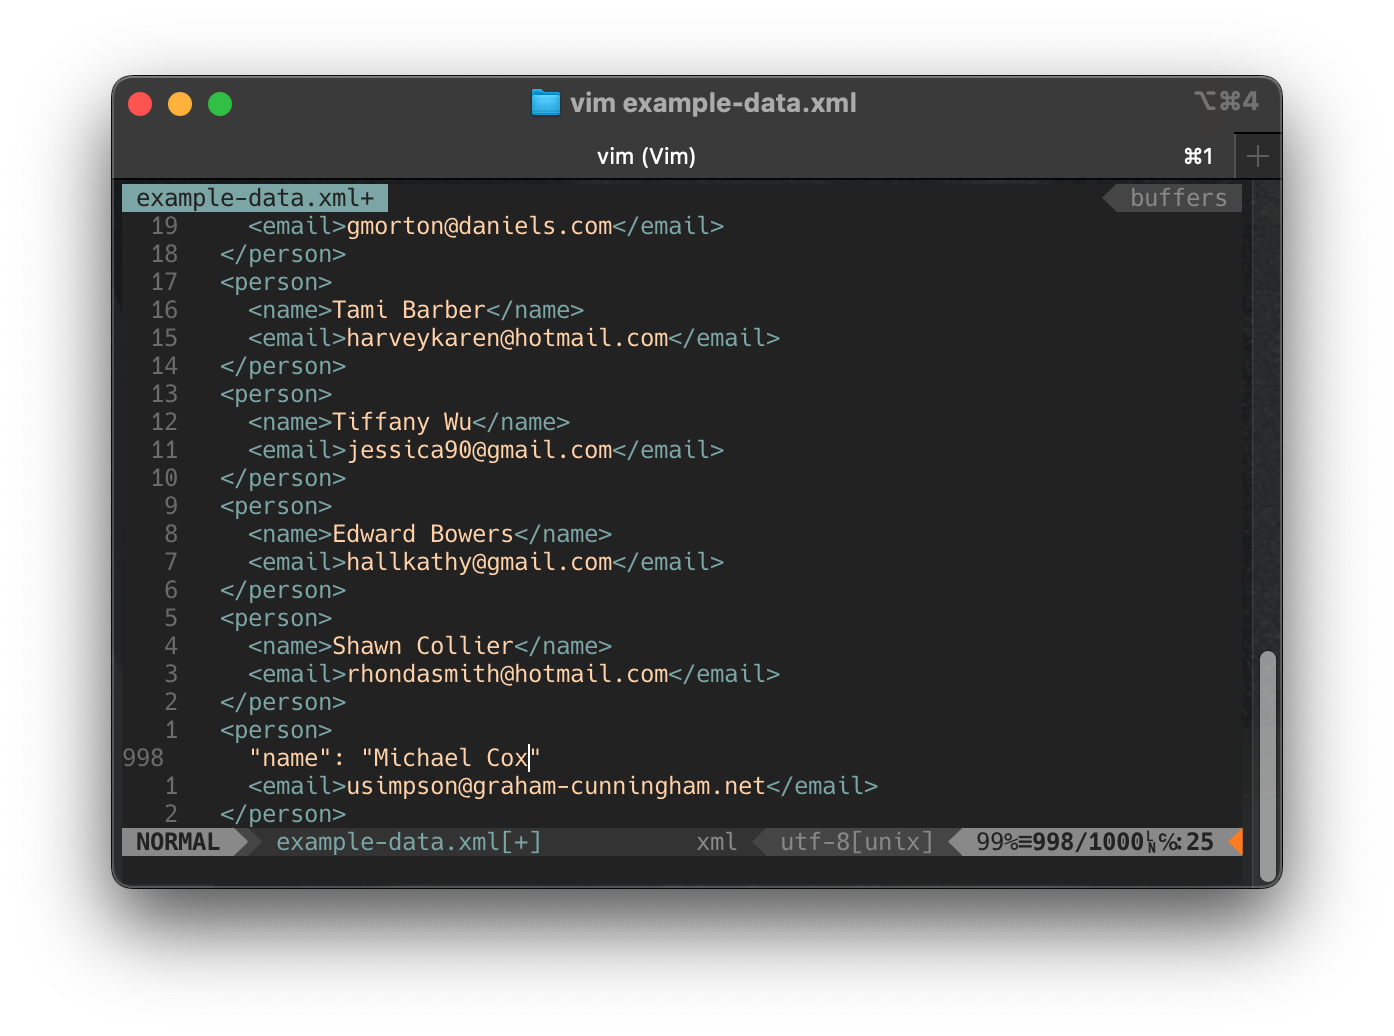 vim example-data.xml ⌥⌘4
vim (Vim) ⌘1 +
example-data.xml+ buffers
19 <email>gmorton@daniels.com</email>
18 </person>
17 <person>
16 <name>Tami Barber</name>
15 <email>harveykaren@hotmail.com</email>
14 </person>
13 <person>
12 <name>Tiffany Wu</name>
11 <email>jessica90@gmail.com</email>
10 </person>
9 <person>
8 <name>Edward Bowers</name>
7 <email>hallkathy@gmail.com</email>
6 </person>
5 <person>
4 <name>Shawn Collier</name>
3 <email>rhondasmith@hotmail.com</email>
2 </person>
1 <person>
998 "name": "Michael Cox"
1 <email>usimpson@graham-cunningham.net</email>
2 </person>
NORMAL example-data.xml[+] xml utf-8[unix] 99%≡998/1000␤℅:25